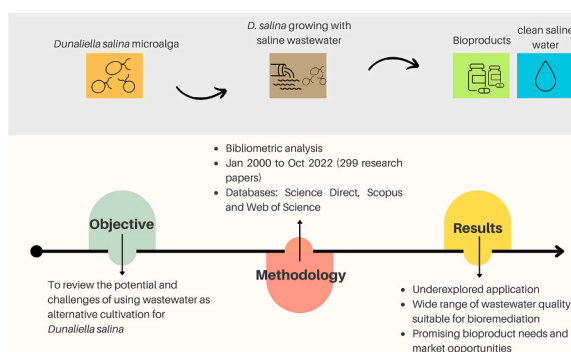 Dunaliella salina microalga
D. salina growing with
saline wastewater
Bioproducts
clean saline
water
• Bibliometric analysis
• Jan 2000 to Oct 2022 (299 research
papers)
• Databases: Science Direct, Scopus
and Web of Science
Objective
Methodology
Results
To review the potential and
challenges of using wastewater as
alternative cultivation for
Dunaliella salina
• Underexplored application
• Wide range of wastewater quality
suitable for bioremediation
• Promising bioproduct needs and
market opportunities